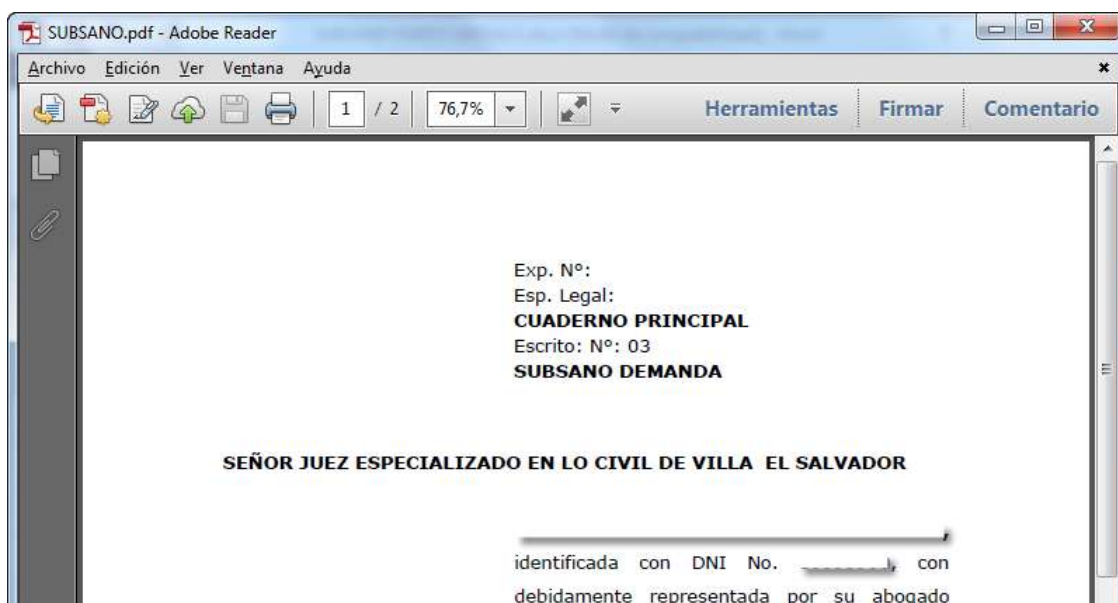 SUBSANO.pdf - Adobe Reader
Archivo Edición Ver Ventana Ayuda
1 / 2 76,7% Herramientas Firmar Comentario
Exp. Nº:
Esp. Legal:
CUADERNO PRINCIPAL
Escrito: Nº: 03
SUBSANO DEMANDA
SEÑOR JUEZ ESPECIALIZADO EN LO CIVIL DE VILLA EL SALVADOR
,
identificada con DNI No. , con
debidamente representada por su abogado